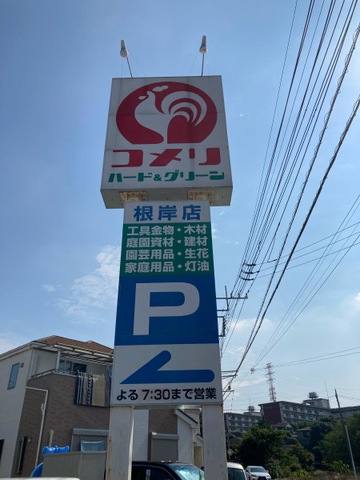 コメリ
ハード&グリーン
根岸店
工具金物・木材
庭園資材・建材
園芸用品・生花
家庭用品・灯油
P
よる7:30まで営業